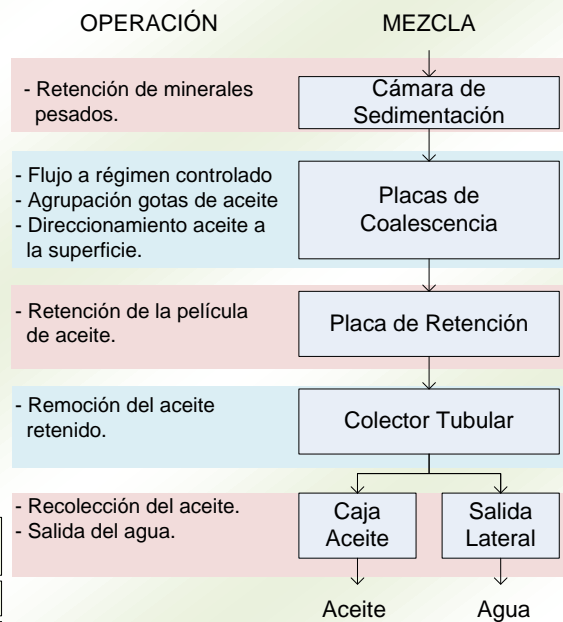 OPERACIÓN MEZCLA
- Retención de minerales
pesados.
Cámara de
Sedimentación
- Flujo a régimen controlado
- Agrupación gotas de aceite
- Direccionamiento aceite a
la superficie.
Placas de
Coalescencia
- Retención de la película
de aceite.
Placa de Retención
- Remoción del aceite
retenido.
Colector Tubular
- Recolección del aceite.
- Salida del agua.
Caja
Aceite
Salida
Lateral
Aceite Agua